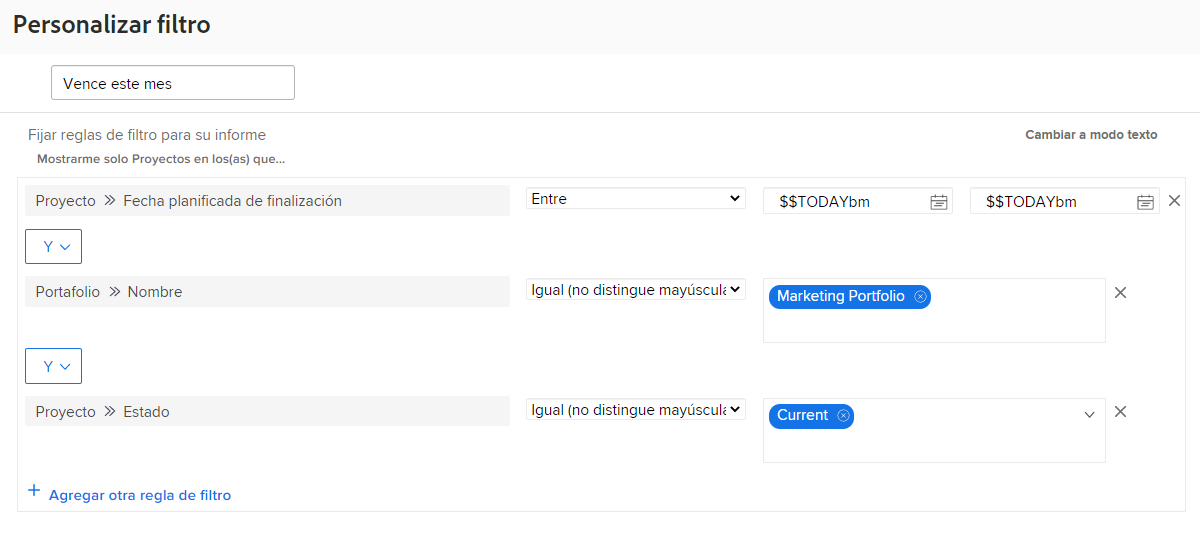 Personalizar filtro
Vence este mes
Fijar reglas de filtro para su informe
Cambiar a modo texto
Mostrarme solo Proyectos en los(as) que...
Proyecto Fecha planificada de finalización Entre $$TODAYbm $$TODAYbm
Y
Portafolio Nombre Igual (no distingue mayúscula Marketing Portfolio
Y
Proyecto Estado Igual (no distingue mayúscula Current
+ Agregar otra regla de filtro